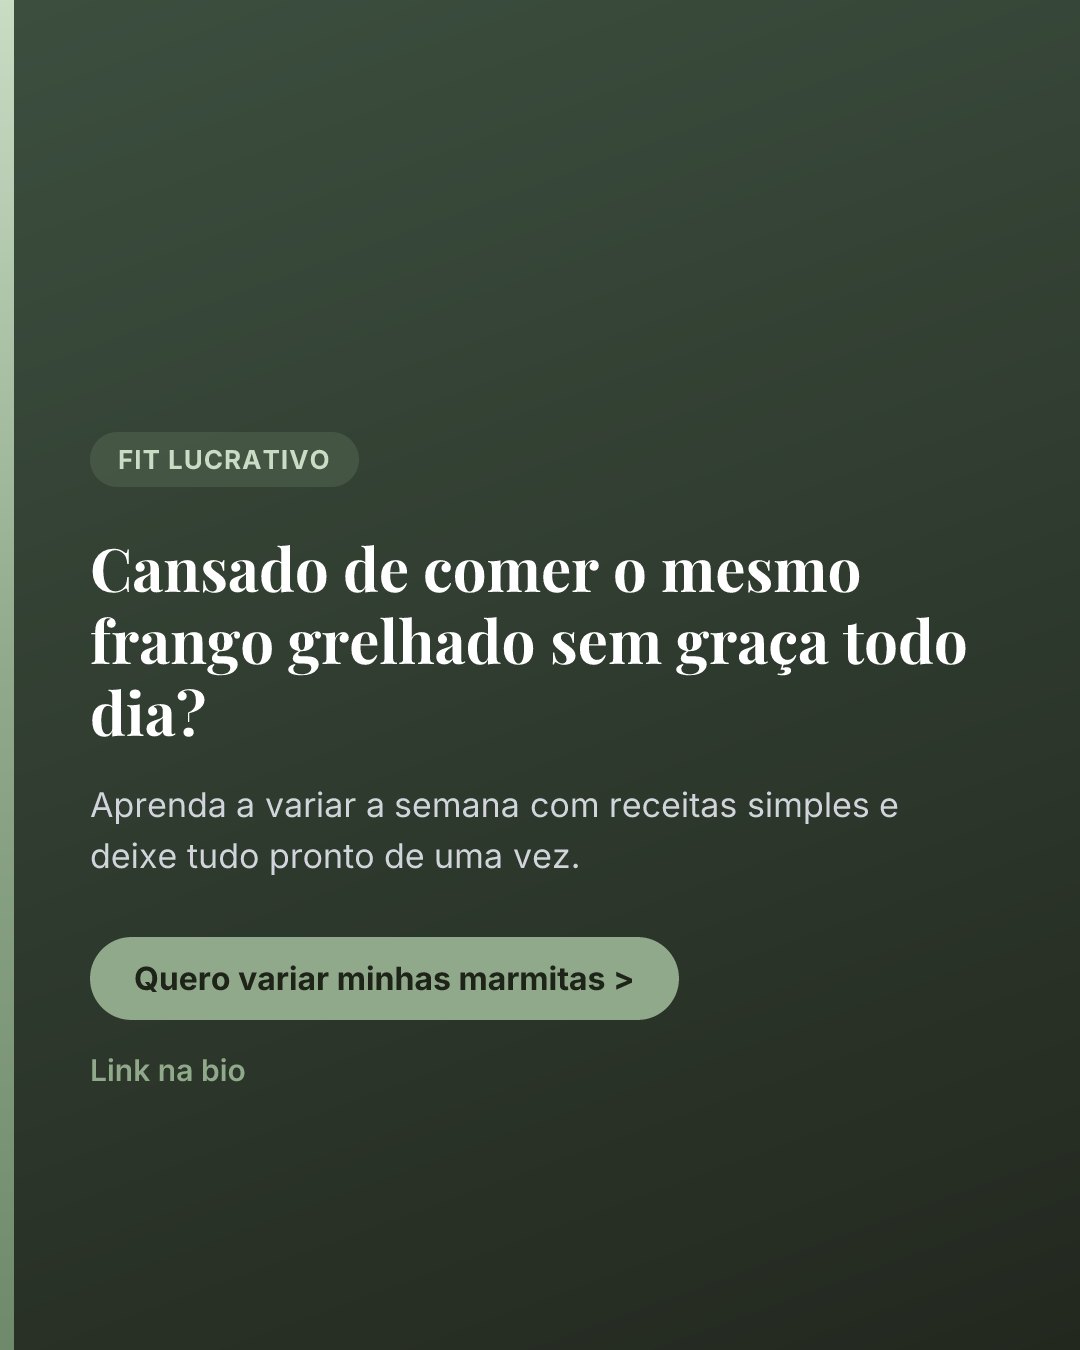 FIT LUCRATIVO
Cansado de comer o mesmo
frango grelhado sem graça todo
dia?
Aprenda a variar a semana com receitas simples e
deixe tudo pronto de uma vez.
Quero variar minhas marmitas >
Link na bio